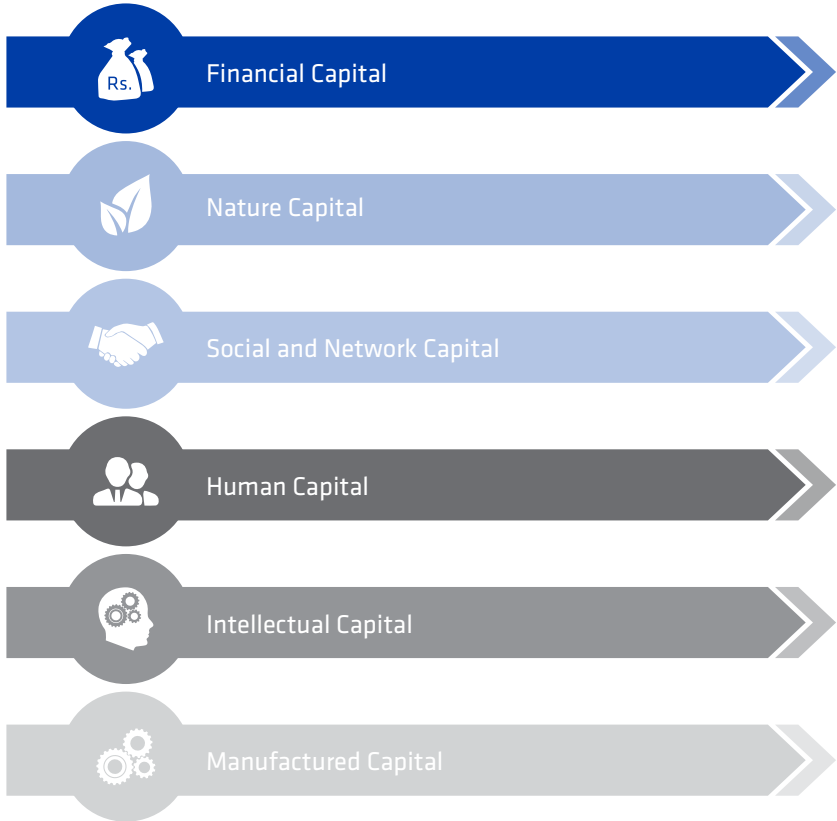 Rs.
Financial Capital
Nature Capital
Social and Network Capital
Human Capital
Intellectual Capital
Manufactured Capital